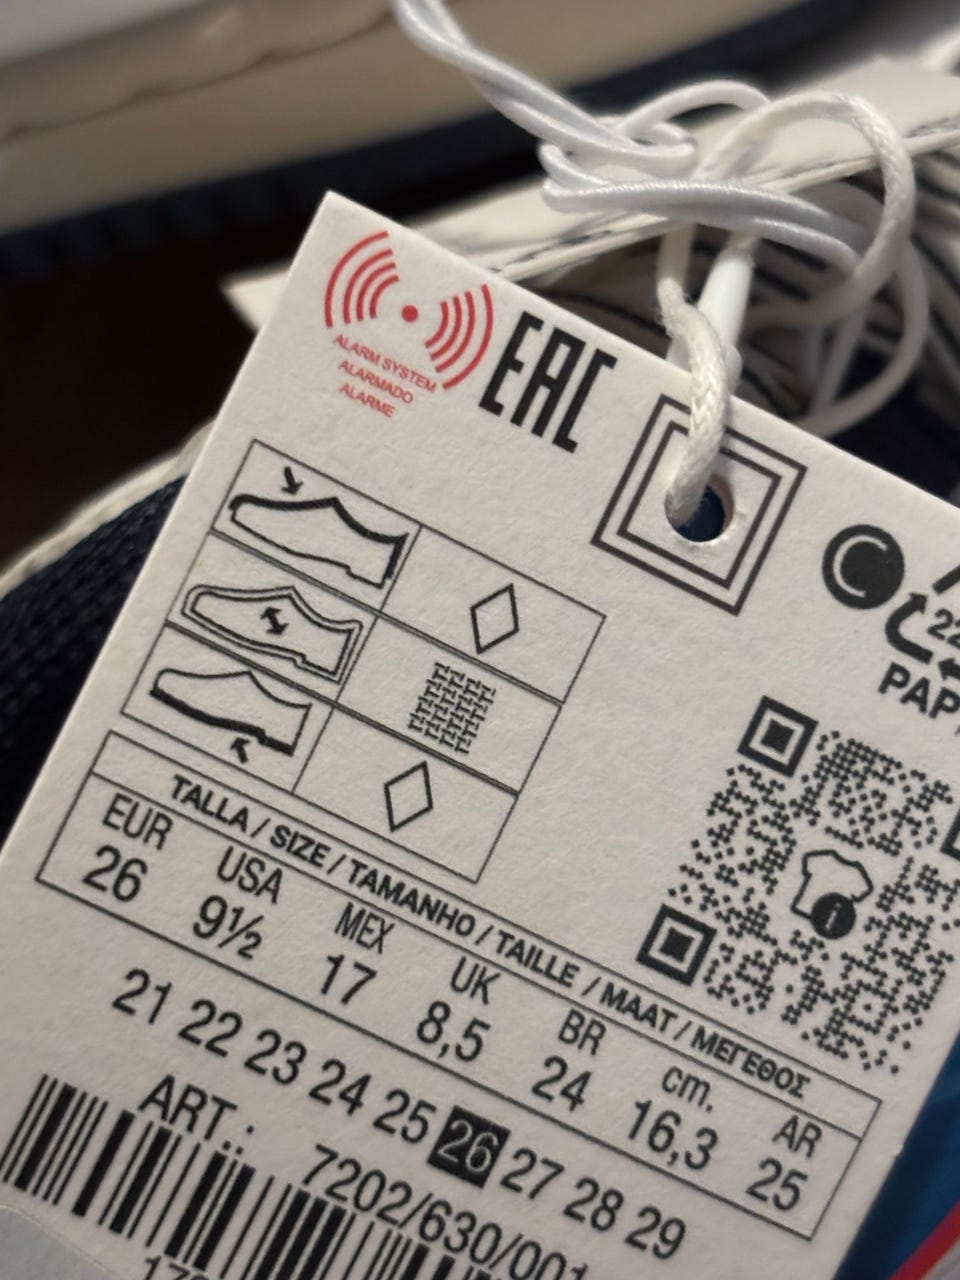 ALARM SYSTEM
ALARMADO
ALARME
EAC
22
PAP
TALLA / SIZE / TAMANHO / TAILLE / MAAT / ΜΕΓΕΘΟΣ
EUR USA MEX UK BR cm. AR
26 9½ 17 8,5 24 16,3 25
21 22 23 24 25 26 27 28 29
ART.:
7202/630/001